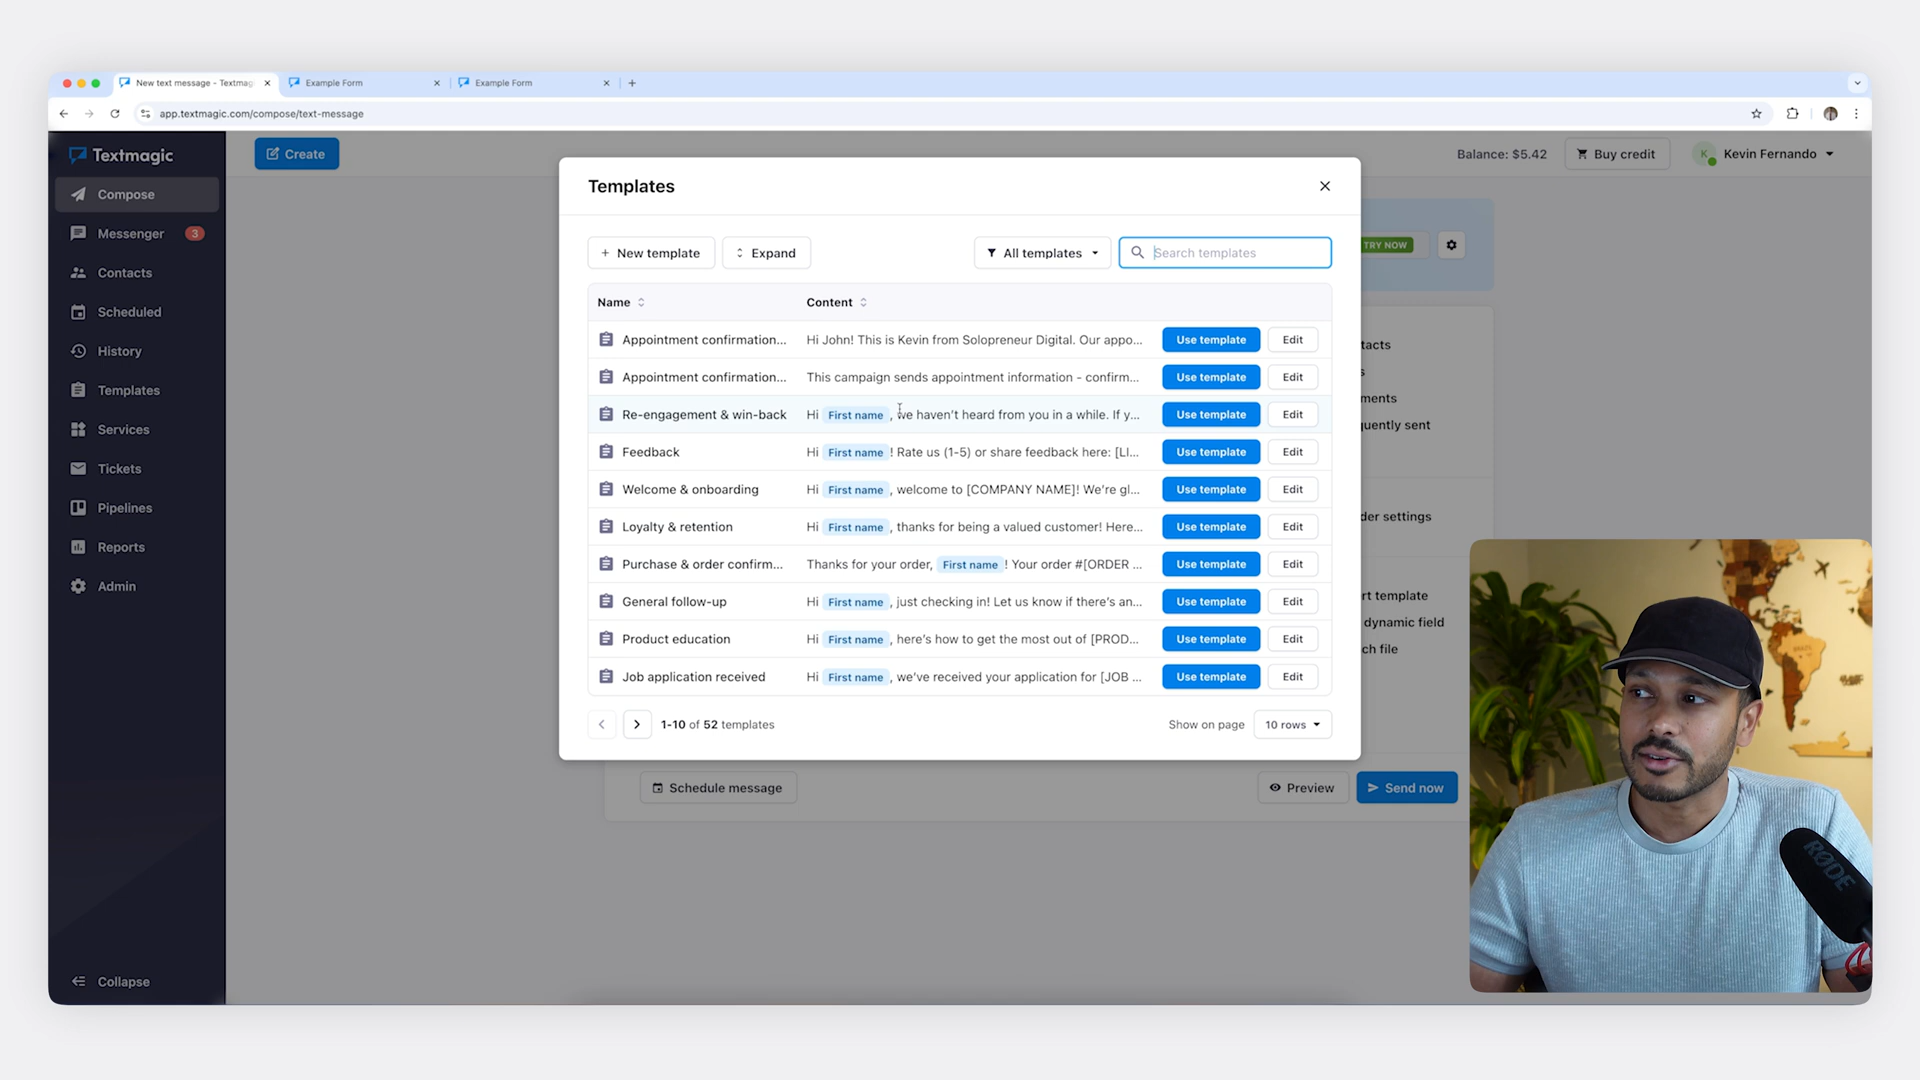 New text message - Textmag
Example Form
Example Form
app.textmagic.com/compose/text-message
Textmagic
Create
Balance: $5.42
Buy credit
K
Kevin Fernando
Compose
Messenger 3
Contacts
Scheduled
History
Templates
Services
Tickets
Pipelines
Reports
Admin
Collapse
Templates
+ New template
Expand
All templates
Search templates
Name
Content
Appointment confirmation... Hi John! This is Kevin from Solopreneur Digital. Our appo... Use template Edit
Appointment confirmation... This campaign sends appointment information - confirm... Use template Edit
Re-engagement & win-back Hi First name , we haven't heard from you in a while. If y... Use template Edit
Feedback Hi First name ! Rate us (1-5) or share feedback here: [LI... Use template Edit
Welcome & onboarding Hi First name , welcome to [COMPANY NAME]! We're gl... Use template Edit
Loyalty & retention Hi First name , thanks for being a valued customer! Here... Use template Edit
Purchase & order confirm... Thanks for your order, First name ! Your order #[ORDER ... Use template Edit
General follow-up Hi First name , just checking in! Let us know if there's an... Use template Edit
Product education Hi First name , here's how to get the most out of [PROD... Use template Edit
Job application received Hi First name , we've received your application for [JOB ... Use template Edit
1-10 of 52 templates
Show on page 10 rows
TRY NOW
tacts
s
ments
quently sent
der settings
rt template
dynamic field
ch file
Schedule message
Preview
Send now
BRASIL
RØDE